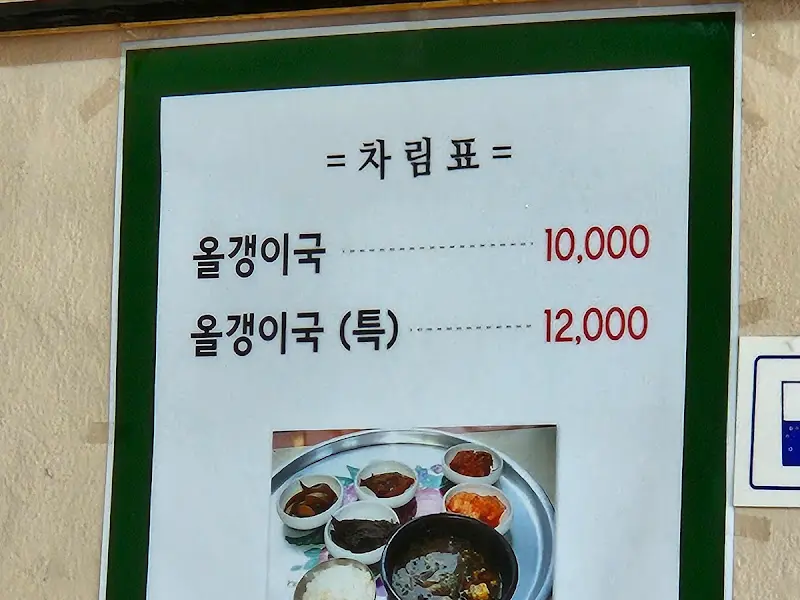 = 차림표 =
올갱이국 ---------- 10,000
올갱이국 (특) ---------- 12,000